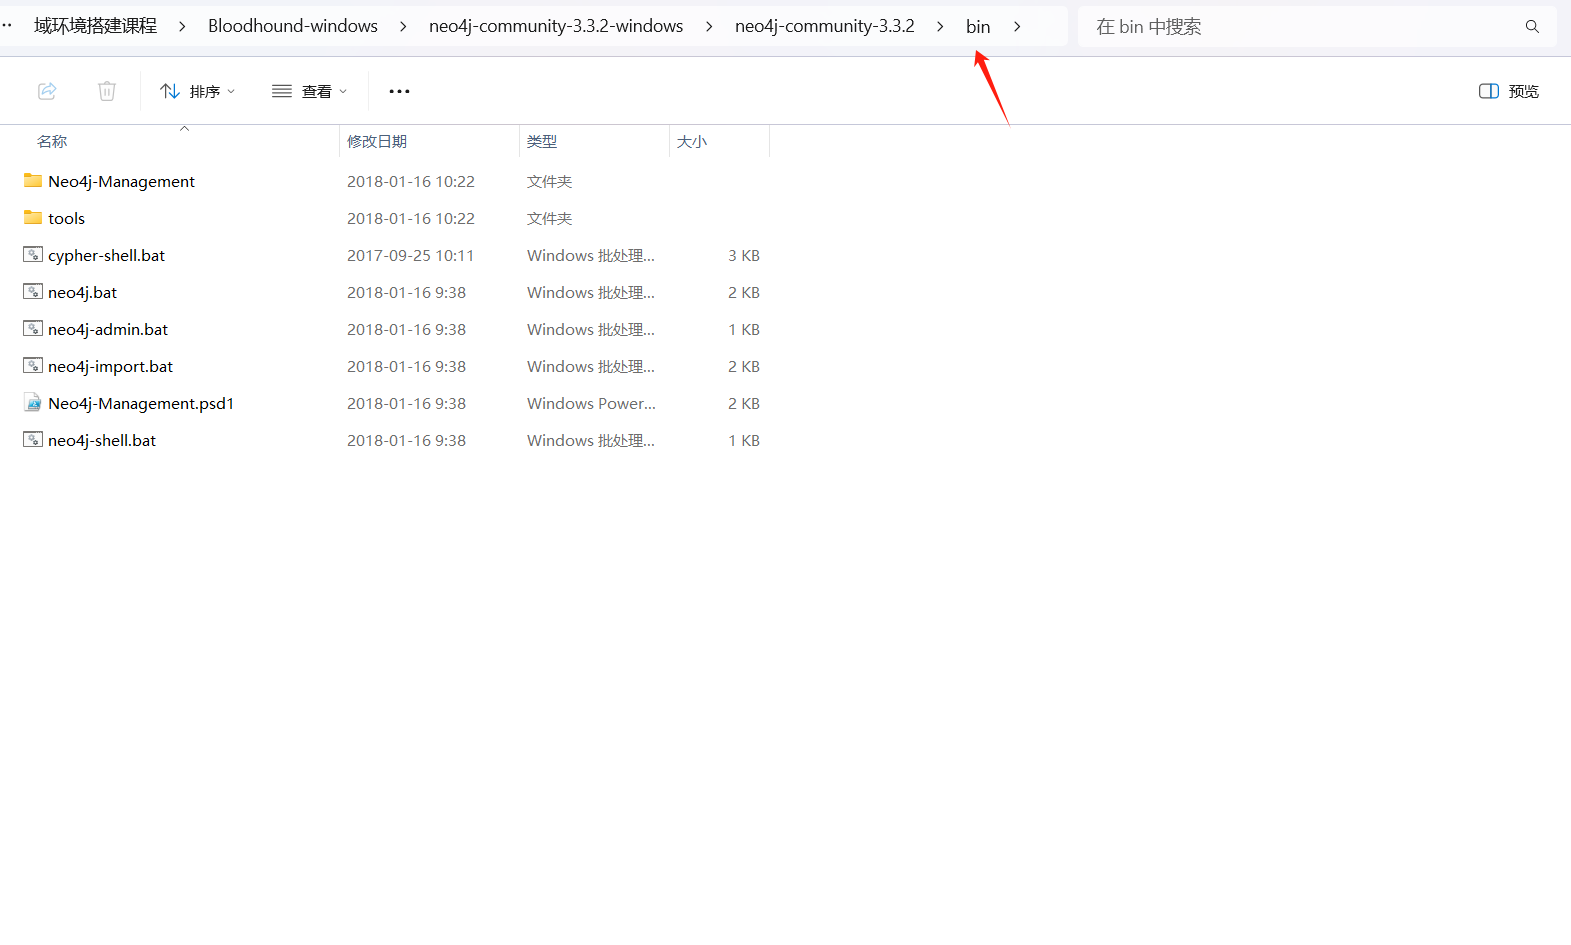 域环境搭建课程 > Bloodhound-windows > neo4j-community-3.3.2-windows > neo4j-community-3.3.2 > bin > 在 bin 中搜索
排序 查看 预览
名称 修改日期 类型 大小
Neo4j-Management 2018-01-16 10:22 文件夹
tools 2018-01-16 10:22 文件夹
cypher-shell.bat 2017-09-25 10:11 Windows 批处理... 3 KB
neo4j.bat 2018-01-16 9:38 Windows 批处理... 2 KB
neo4j-admin.bat 2018-01-16 9:38 Windows 批处理... 1 KB
neo4j-import.bat 2018-01-16 9:38 Windows 批处理... 2 KB
Neo4j-Management.psd1 2018-01-16 9:38 Windows Power... 2 KB
neo4j-shell.bat 2018-01-16 9:38 Windows 批处理... 1 KB